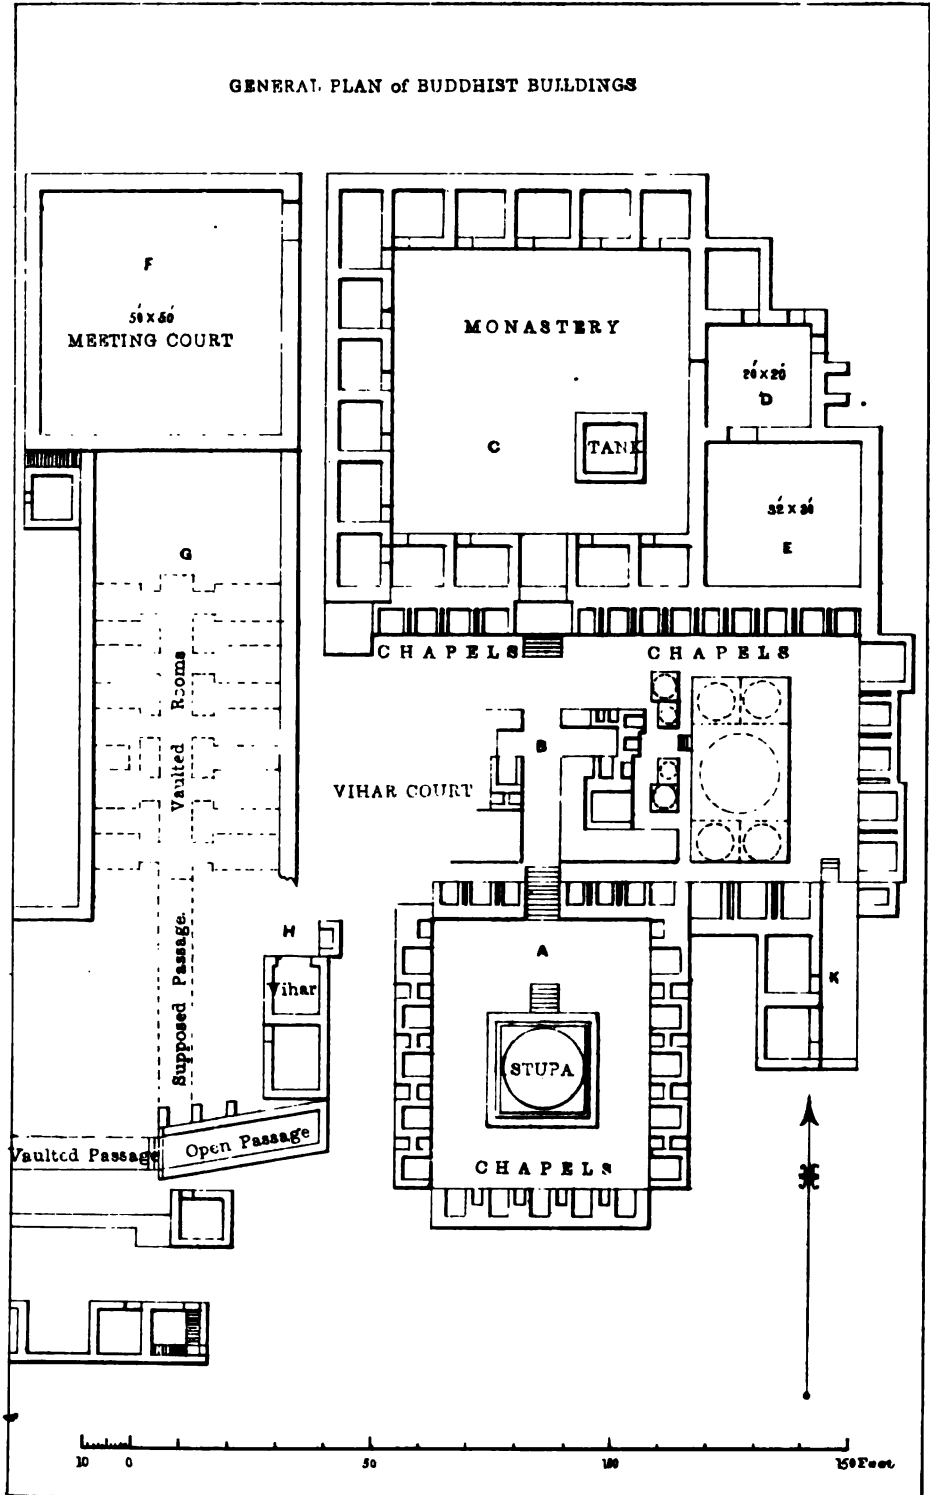 GENERAL PLAN of BUDDHIST BUILDINGS
F
50' × 50'
MEETING COURT
MONASTERY
20' × 20'
D
C
TANK
32' × 30'
E
G
CHAPELS
CHAPELS
Vaulted Rooms
B
VIHAR COURT
H
A
Vihar
K
Supposed Passage
STUPA
Open Passage
Vaulted Passage
CHAPELS
10 0 50 100 150 Feet